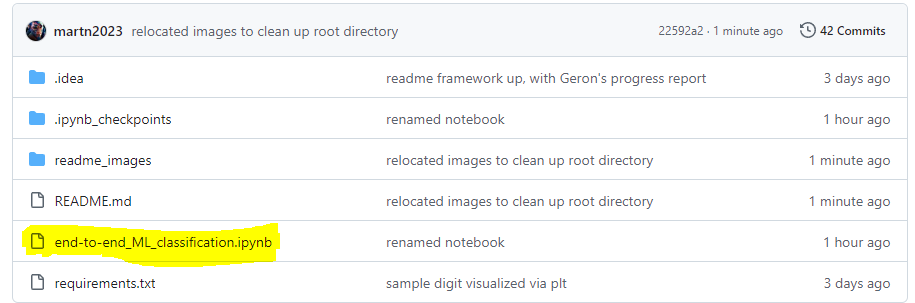 martn2023 relocated images to clean up root directory 22592a2 · 1 minute ago 42 Commits
.idea readme framework up, with Geron's progress report 3 days ago
.ipynb_checkpoints renamed notebook 1 hour ago
readme_images relocated images to clean up root directory 1 minute ago
README.md relocated images to clean up root directory 1 minute ago
end-to-end_ML_classification.ipynb renamed notebook 1 hour ago
requirements.txt sample digit visualized via plt 3 days ago